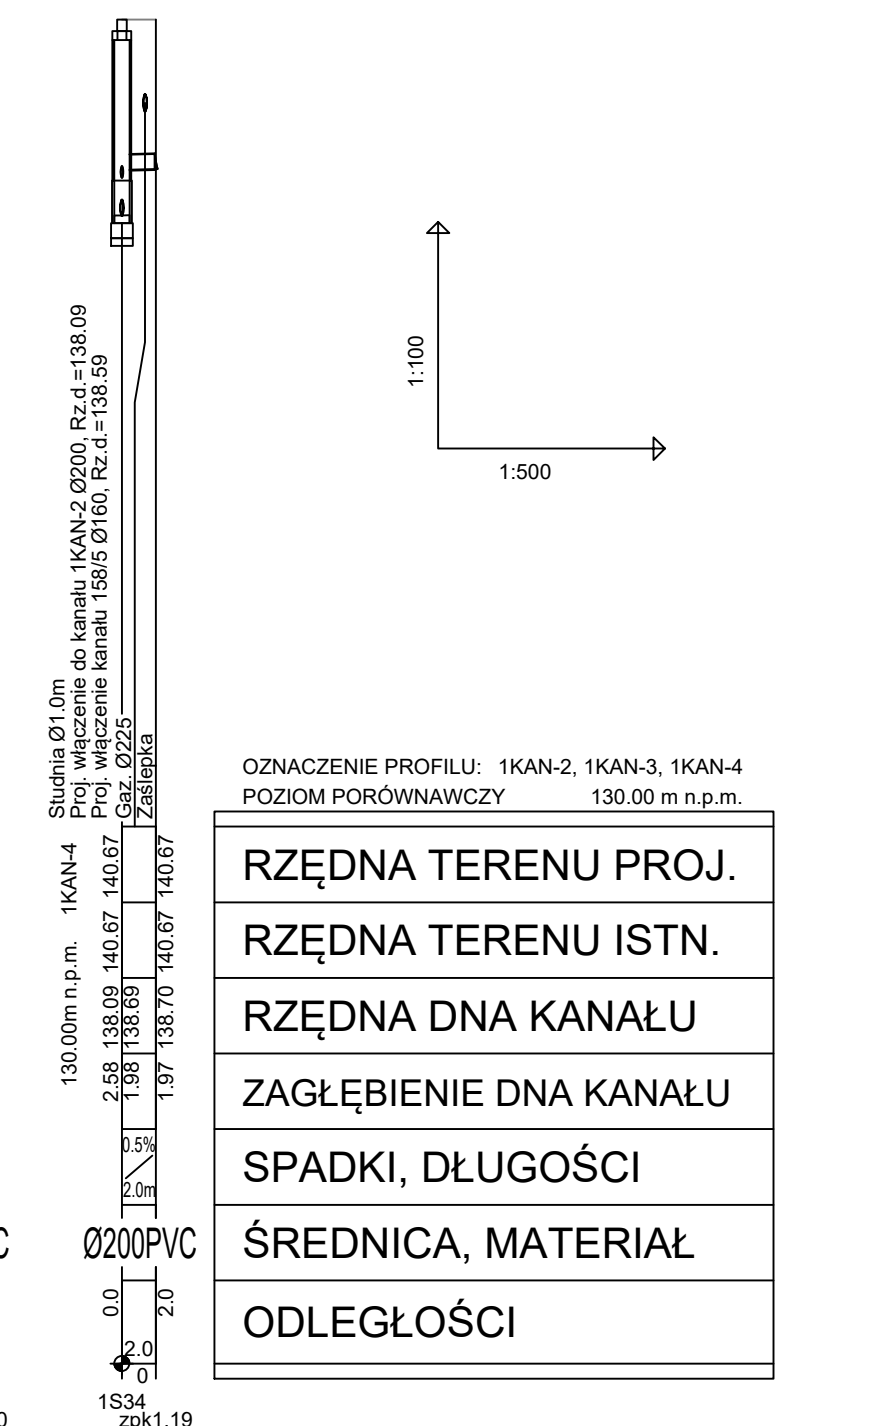 1:100
1:500
Studnia Ø1.0m
Proj. włączenie do kanału 1KAN-2 Ø200, Rz.d.=138.09
Proj. włączenie kanału 158/5 Ø160, Rz.d.=138.59
Gaz. Ø225
Zaślepka
OZNACZENIE PROFILU: 1KAN-2, 1KAN-3, 1KAN-4
POZIOM PORÓWNAWCZY 130.00 m n.p.m.
130.00m n.p.m. 1KAN-4
140.67 140.67
RZĘDNA TERENU PROJ.
140.67 140.67
RZĘDNA TERENU ISTN.
138.09 138.69 138.70
RZĘDNA DNA KANAŁU
2.58 1.98 1.97
ZAGŁĘBIENIE DNA KANAŁU
0.5%
2.0m
SPADKI, DŁUGOŚCI
Ø200PVC
ŚREDNICA, MATERIAŁ
0.0 2.0
ODLEGŁOŚCI
2.0
0
1S34
zpk1.19